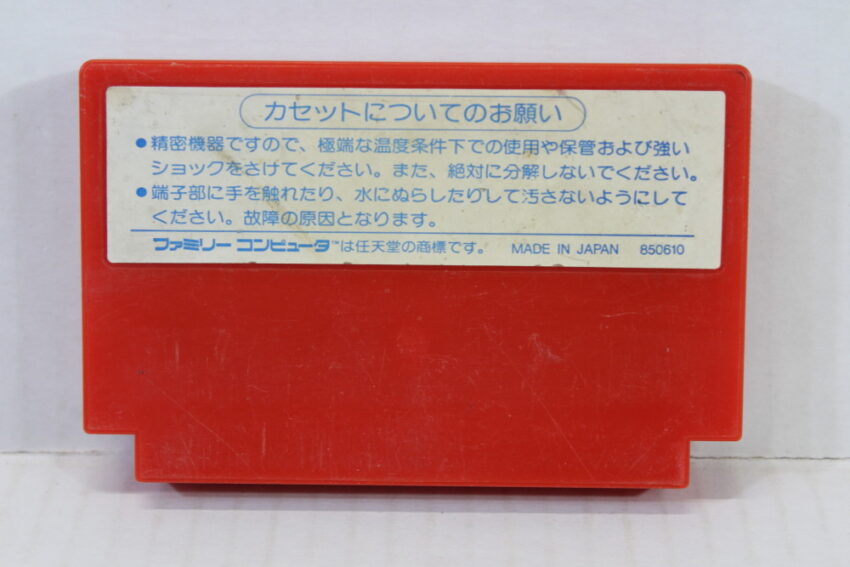 カセットについてのお願い
●精密機器ですので、極端な温度条件下での使用や保管および強い
ショックをさけてください。また、絶対に分解しないでください。
●端子部に手を触れたり、水にぬらしたりして汚さないようにして
ください。故障の原因となります。
ファミリーコンピュータ™は任天堂の商標です。 MADE IN JAPAN 850610